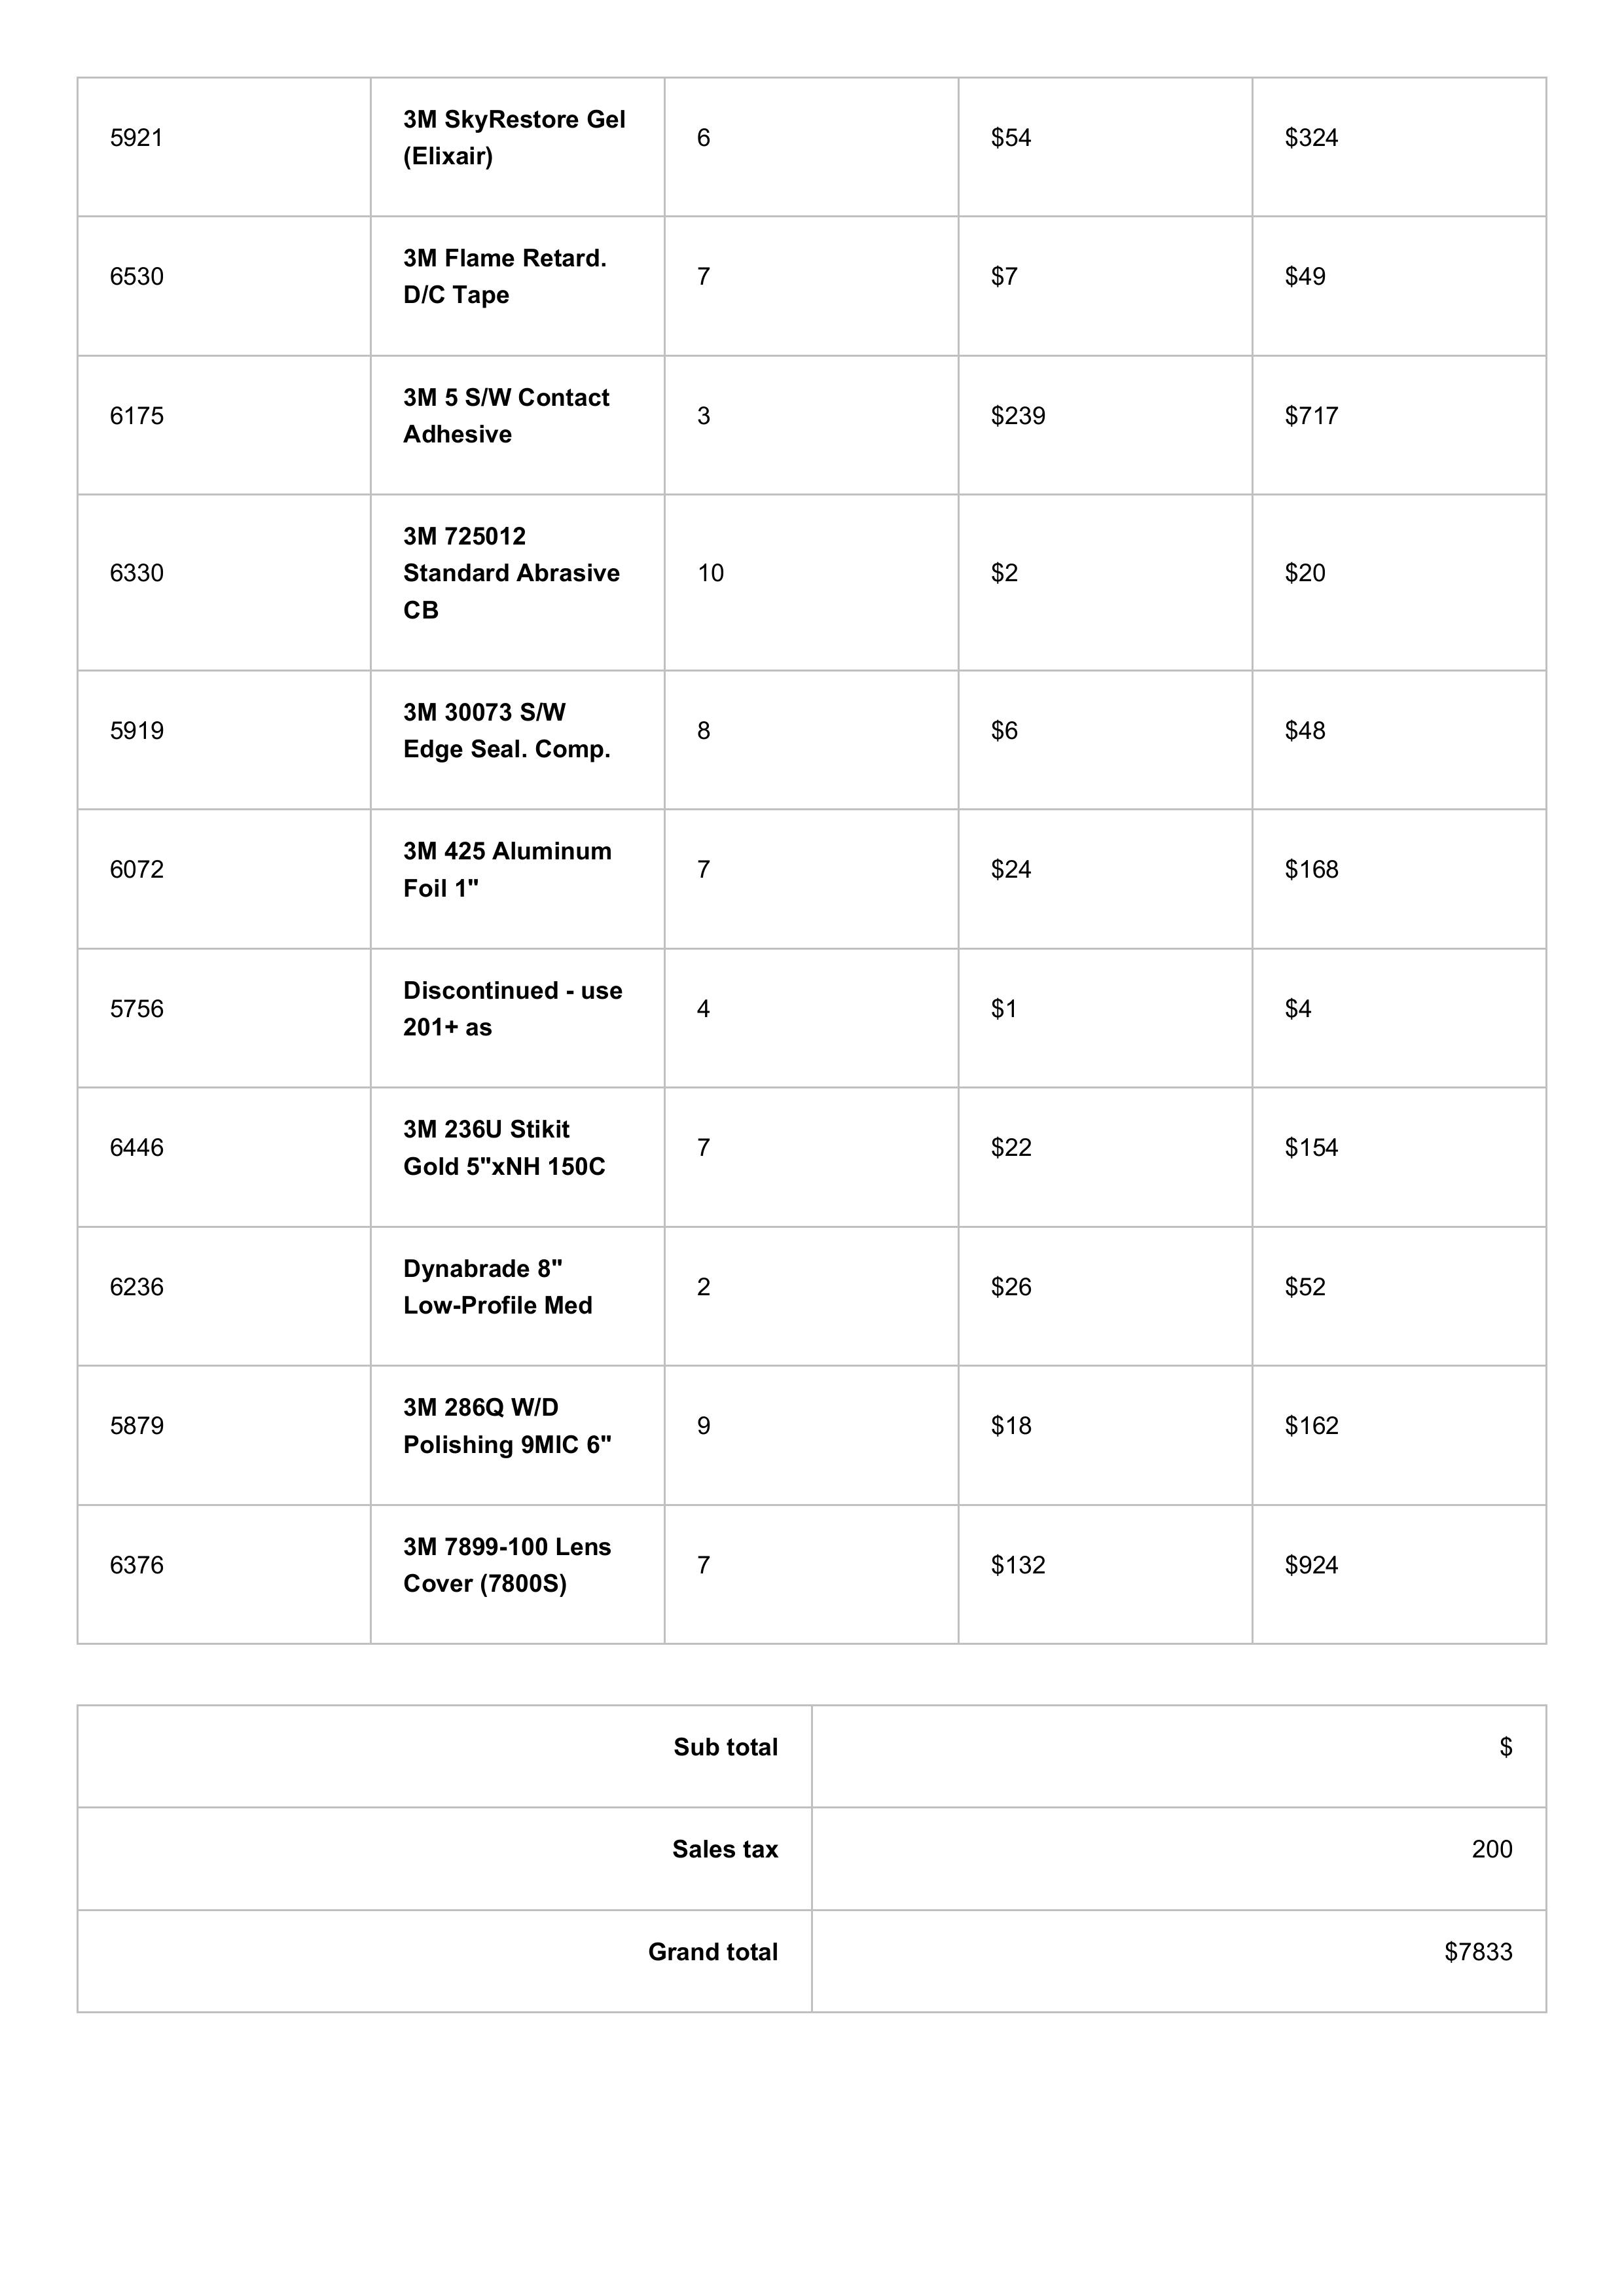 5921 3M SkyRestore Gel 6 $54 $324
(Elixair)
6530 3M Flame Retard. 7 $7 $49
D/C Tape
6175 3M 5 S/W Contact 3 $239 $717
Adhesive
3M 725012
6330 Standard Abrasive 10 $2 $20
CB
5919 3M 30073 S/W 8 $6 $48
Edge Seal. Comp.
6072 3M 425 Aluminum 7 $24 $168
Foil 1"
5756 Discontinued - use 4 $1 $4
201+ as
6446 3M 236U Stikit 7 $22 $154
Gold 5"xNH 150C
6236 Dynabrade 8" 2 $26 $52
Low-Profile Med
5879 3M 286Q W/D 9 $18 $162
Polishing 9MIC 6"
6376 3M 7899-100 Lens 7 $132 $924
Cover (7800S)
Sub total $
Sales tax 200
Grand total $7833